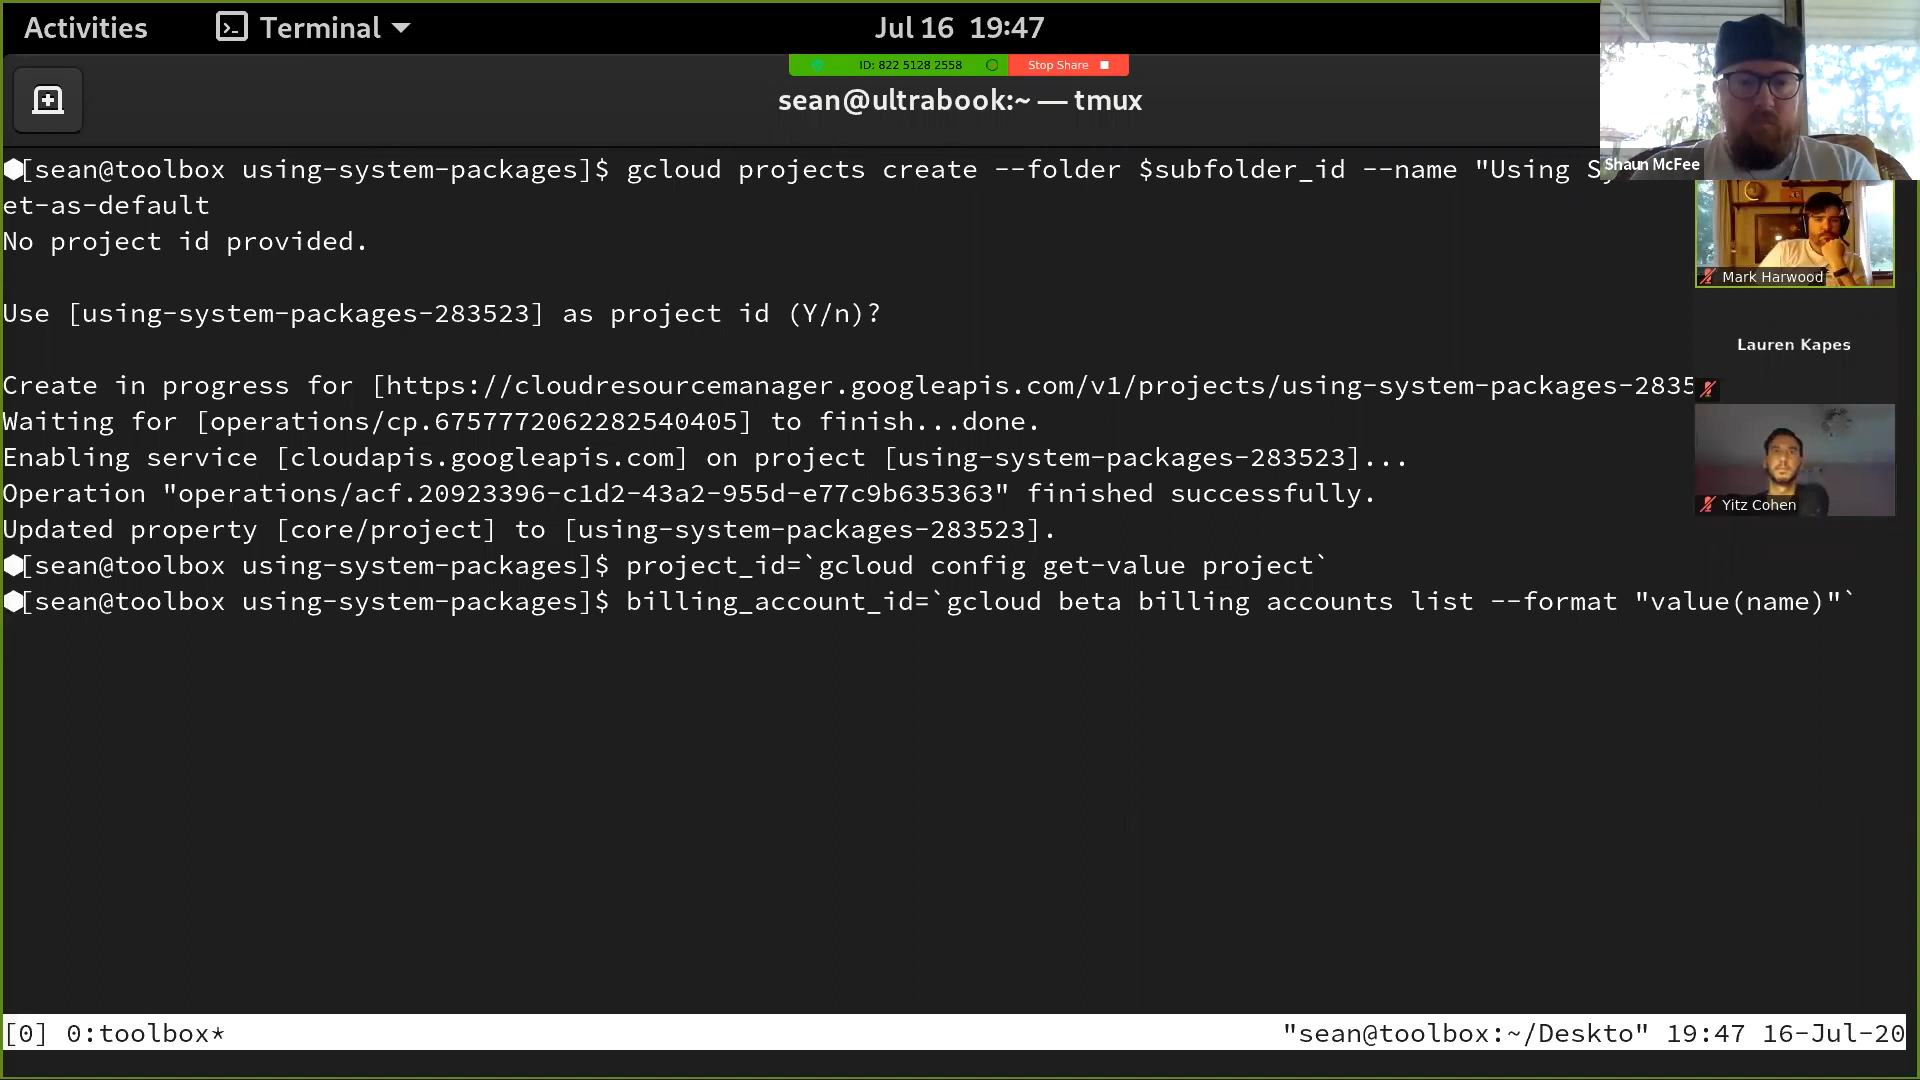 Activities Terminal Jul 16 19:47
ID: 822 5128 2558 Stop Share
sean@ultrabook:~ — tmux
[sean@toolbox using-system-packages]$ gcloud projects create --folder $subfolder_id --name "Using
et-as-default
No project id provided.
Use [using-system-packages-283523] as project id (Y/n)?
Create in progress for [https://cloudresourcemanager.googleapis.com/v1/projects/using-system-packages-2835
Waiting for [operations/cp.6757772062282540405] to finish...done.
Enabling service [cloudapis.googleapis.com] on project [using-system-packages-283523]...
Operation "operations/acf.20923396-c1d2-43a2-955d-e77c9b635363" finished successfully.
Updated property [core/project] to [using-system-packages-283523].
[sean@toolbox using-system-packages]$ project_id=`gcloud config get-value project`
[sean@toolbox using-system-packages]$ billing_account_id=`gcloud beta billing accounts list --format "value(name)"`
[0] 0:toolbox* "sean@toolbox:~/Deskto" 19:47 16-Jul-20
Shaun McFee
Mark Harwood
Lauren Kapes
Yitz Cohen